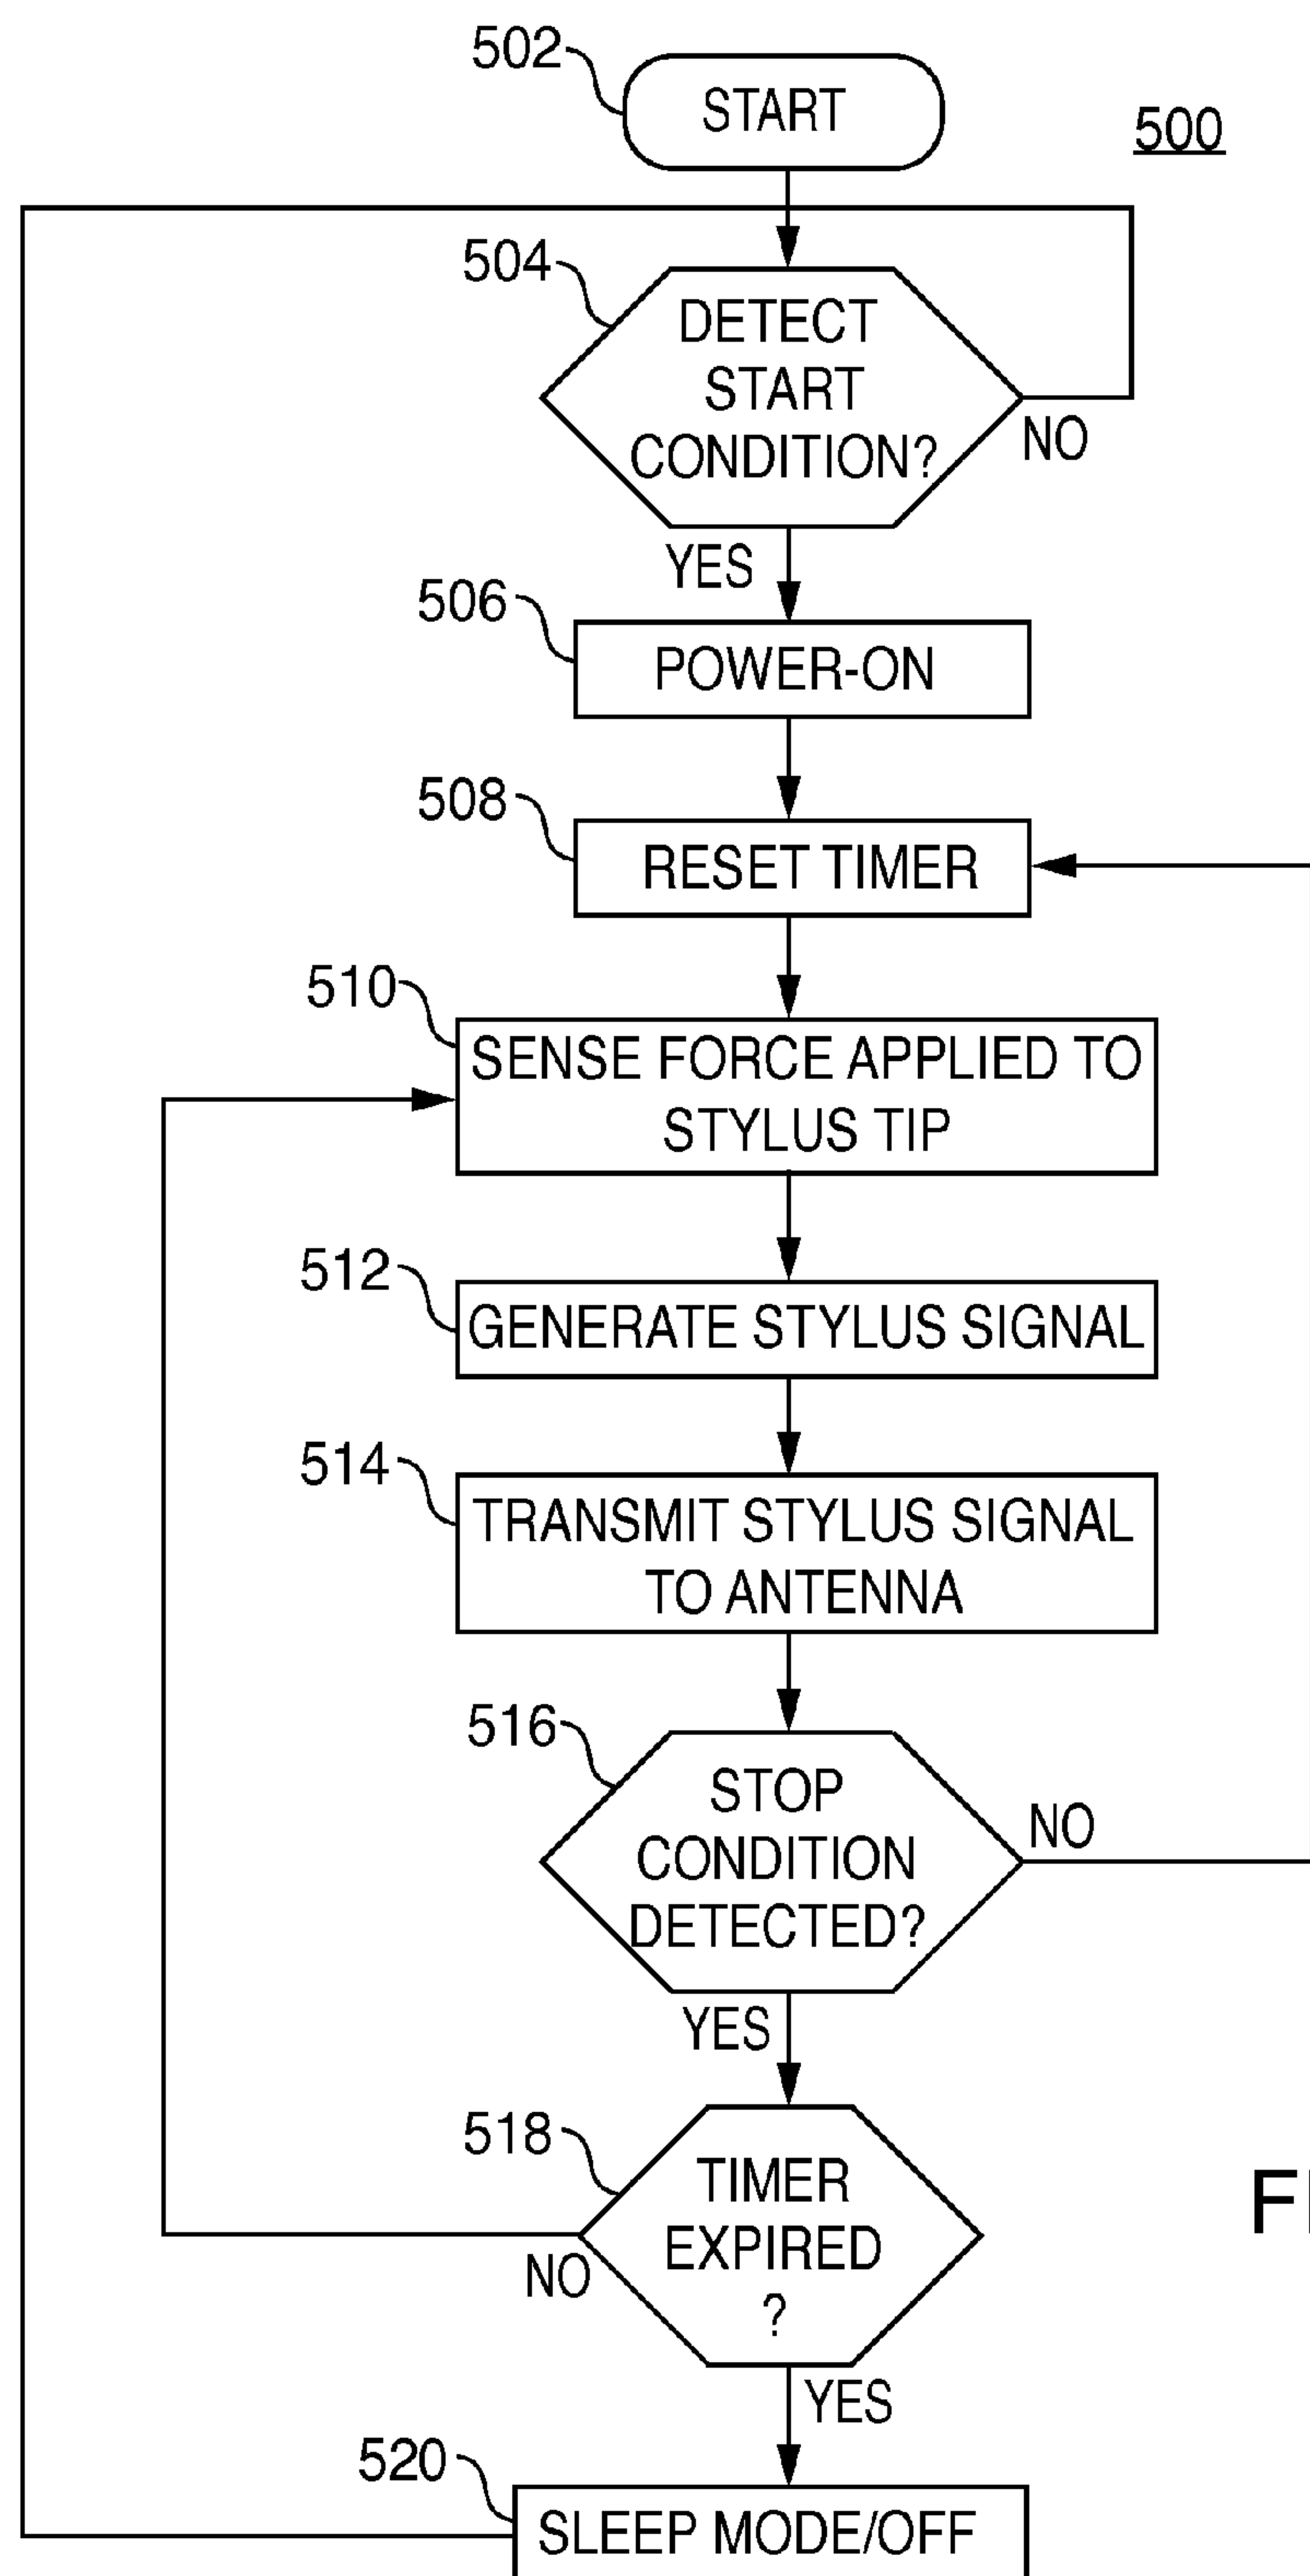 502
START
500
504
DETECT
START
CONDITION?
NO
YES
506
POWER-ON
508
RESET TIMER
510
SENSE FORCE APPLIED TO
STYLUS TIP
512
GENERATE STYLUS SIGNAL
514
TRANSMIT STYLUS SIGNAL
TO ANTENNA
516
STOP
CONDITION
DETECTED?
NO
YES
518
TIMER
EXPIRED
?
NO
YES
520
SLEEP MODE/OFF